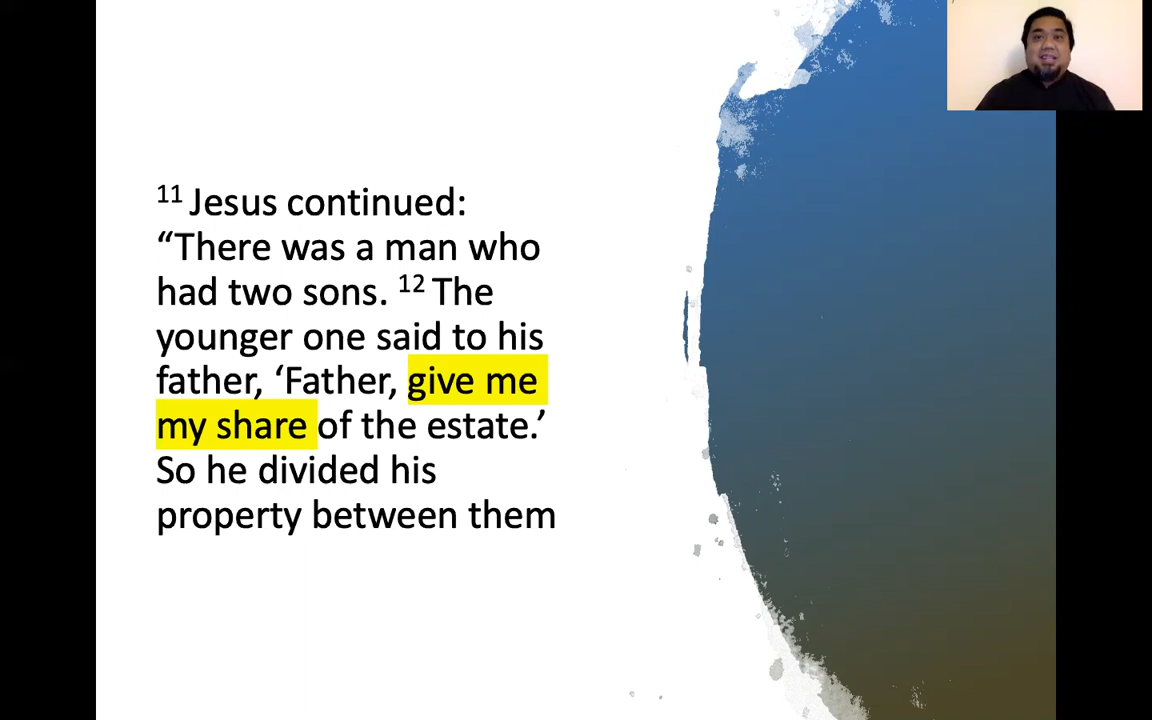 11 Jesus continued:
“There was a man who
had two sons. 12 The
younger one said to his
father, ‘Father, give me
my share of the estate.’
So he divided his
property between them